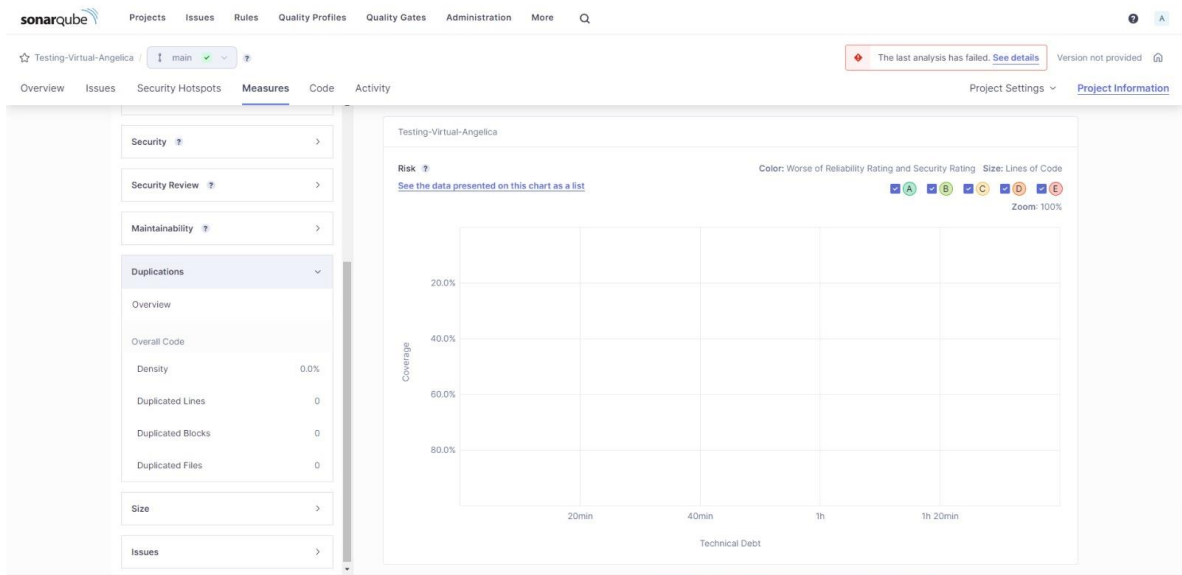 sonarqube Projects Issues Rules Quality Profiles Quality Gates Administration More ? A
Testing-Virtual-Angelica / main ? The last analysis has failed. See details Version not provided
Overview Issues Security Hotspots Measures Code Activity Project Settings Project Information
Security ?
Security Review ?
Maintainability ?
Duplications
Overview
Overall Code
Density 0.0%
Duplicated Lines 0
Duplicated Blocks 0
Duplicated Files 0
Size
Issues
Testing-Virtual-Angelica
Risk ? Color: Worse of Reliability Rating and Security Rating Size: Lines of Code
See the data presented on this chart as a list A B C D E
Zoom: 100%
Coverage
20.0%
40.0%
60.0%
80.0%
20min 40min 1h 1h 20min
Technical Debt